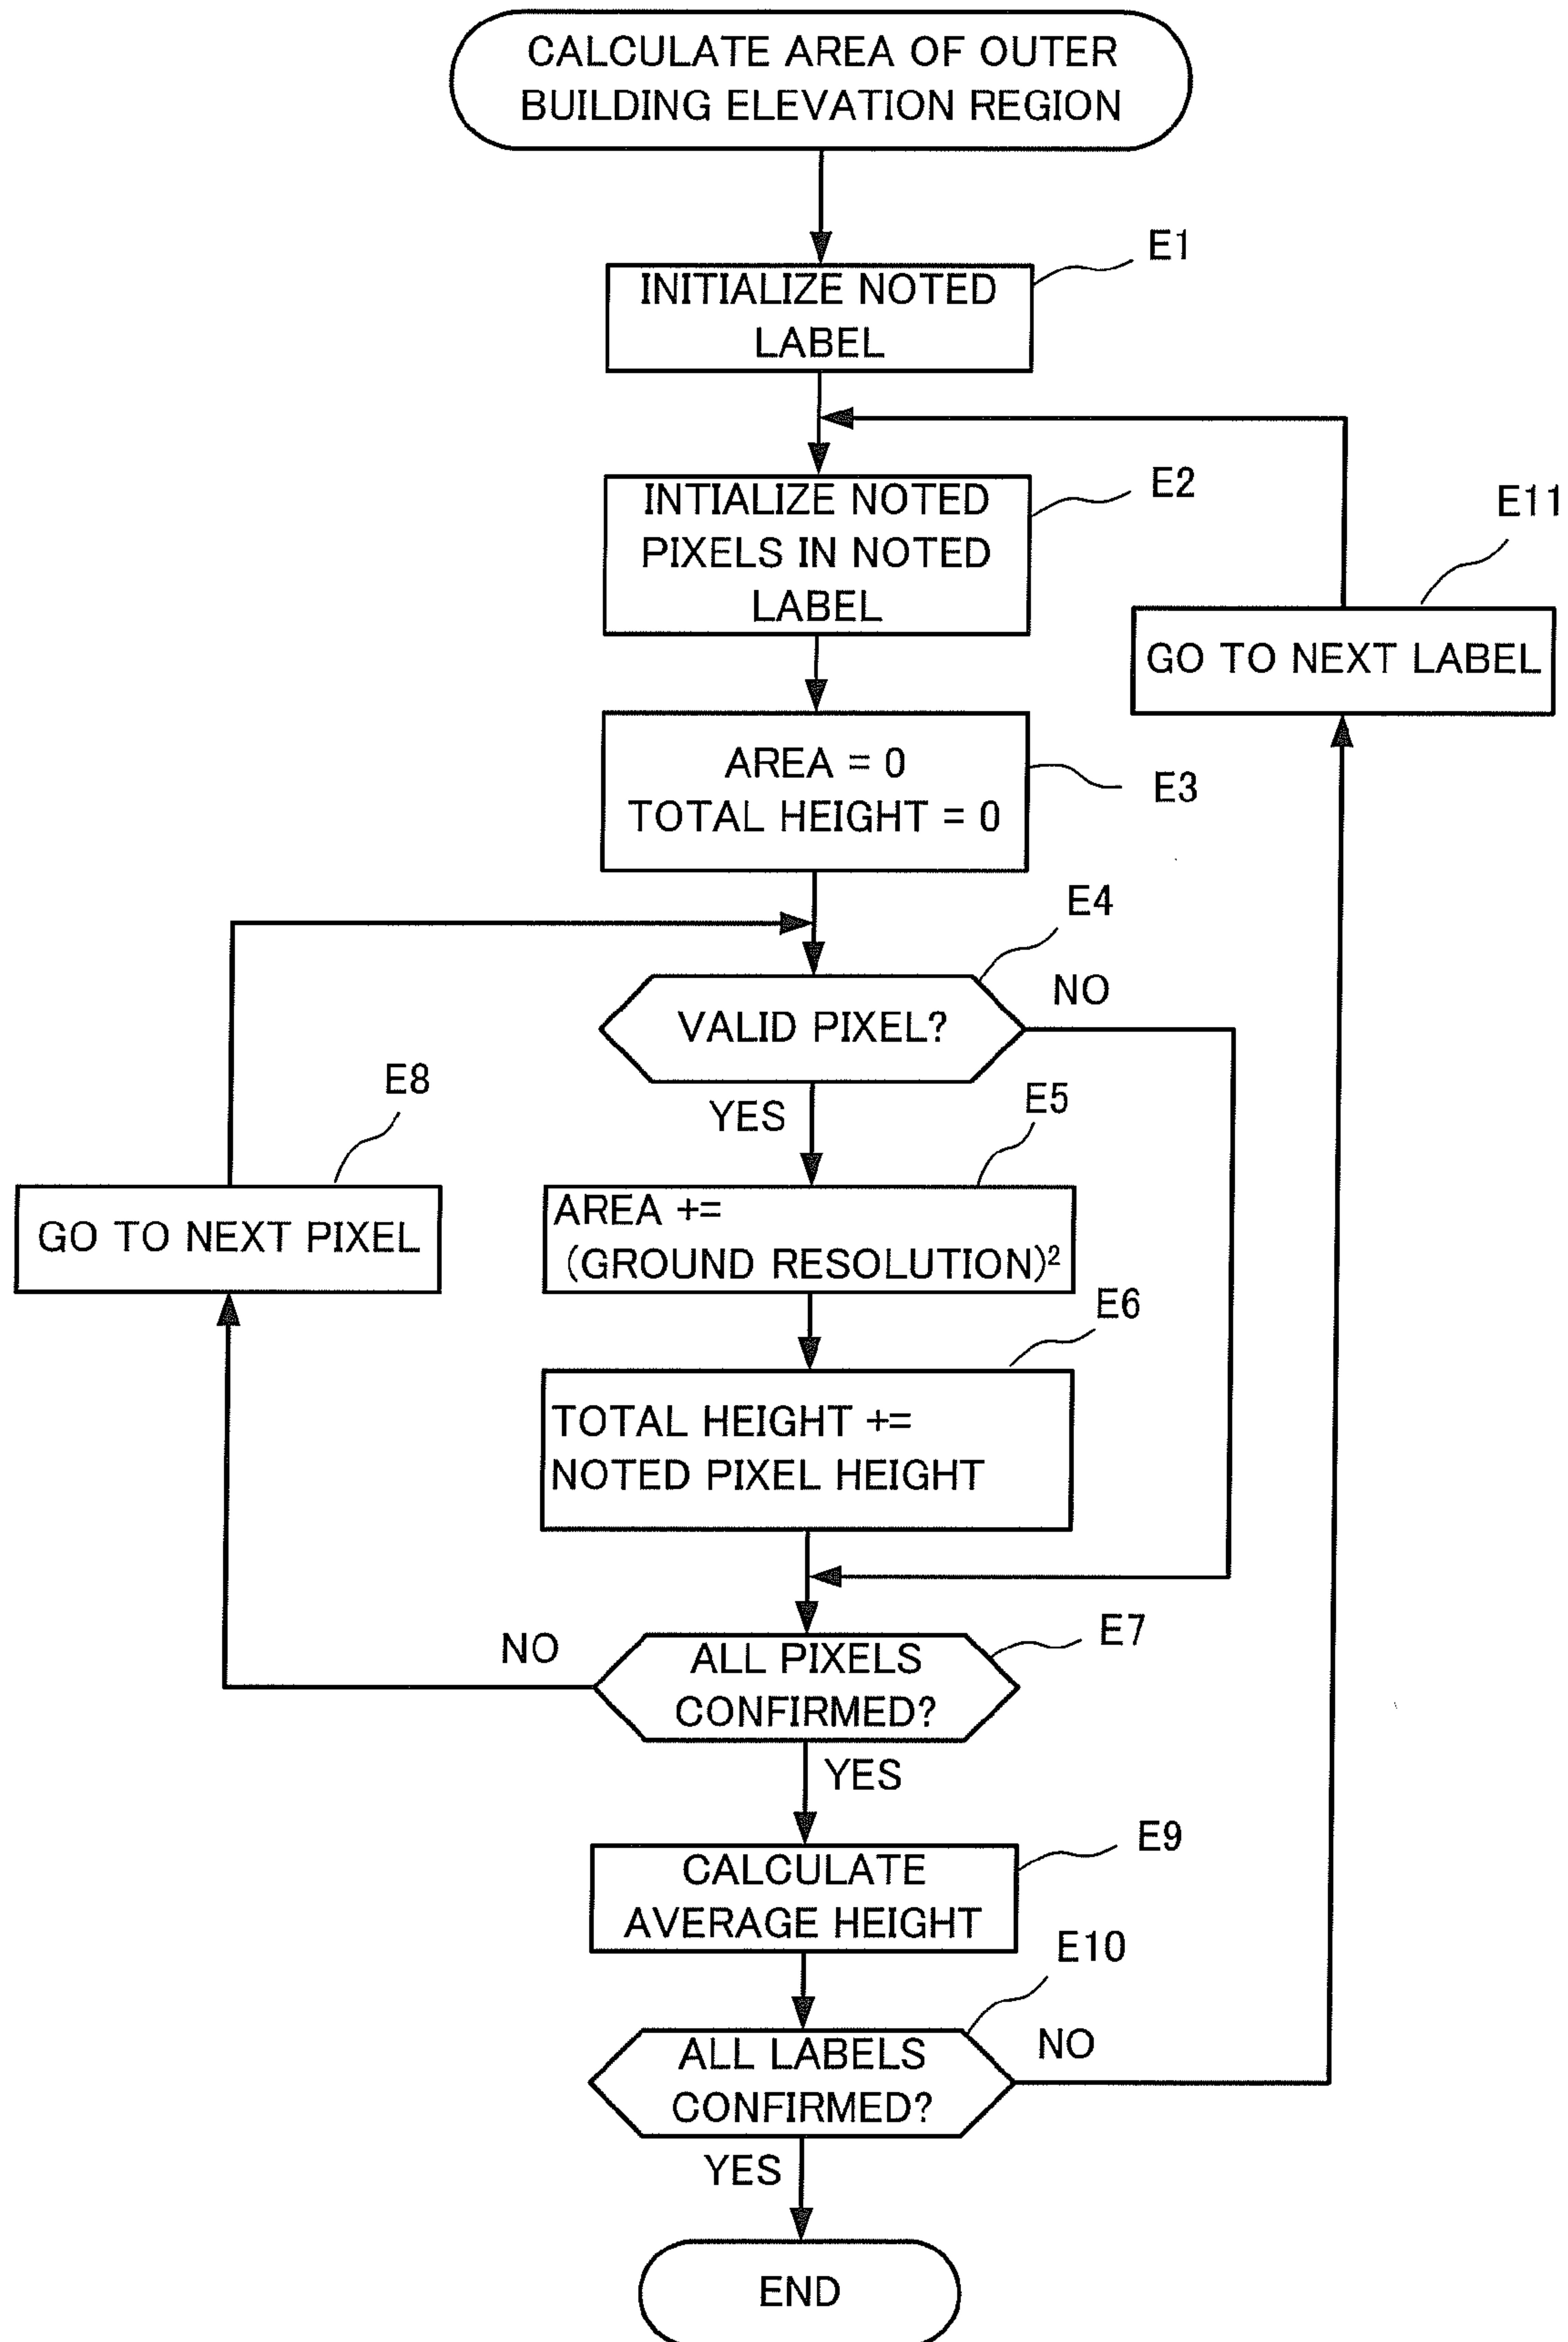 CALCULATE AREA OF OUTER
BUILDING ELEVATION REGION
E1
INITIALIZE NOTED
LABEL
E2
INTIALIZE NOTED
PIXELS IN NOTED
LABEL
E11
GO TO NEXT LABEL
AREA = 0
TOTAL HEIGHT = 0
E3
E4
VALID PIXEL?
NO
YES
E8
GO TO NEXT PIXEL
E5
AREA +=
(GROUND RESOLUTION)²
E6
TOTAL HEIGHT +=
NOTED PIXEL HEIGHT
E7
NO
ALL PIXELS
CONFIRMED?
YES
E9
CALCULATE
AVERAGE HEIGHT
E10
ALL LABELS
CONFIRMED?
NO
YES
END